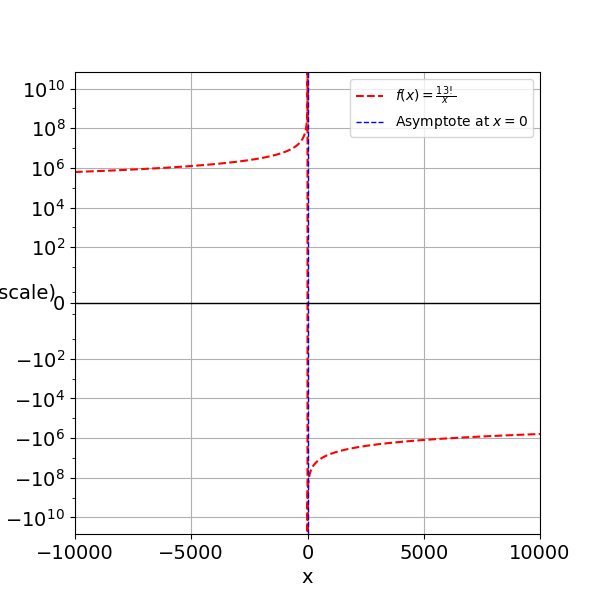 f(x) = 13!/x
Asymptote at x = 0
10^10
10^8
10^6
10^4
10^2
scale)
0
−10^2
−10^4
−10^6
−10^8
−10^10
−10000 −5000 0 5000 10000
x